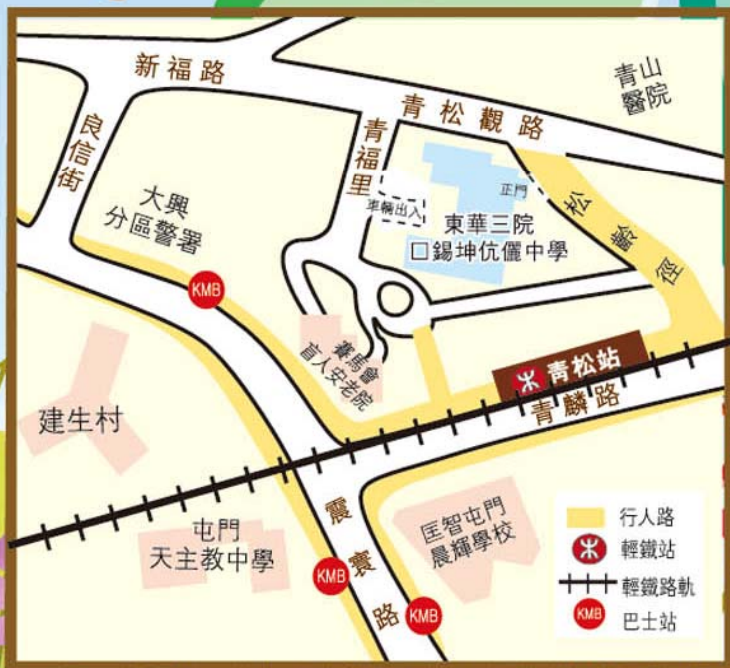 新福路
青松觀路
青山
醫院
良信街
青福里
大興
分區警署
車輛出入
正門
東華三院
□錫坤伉儷中學
松齡徑
KMB
賽馬會
盲人安老院
青松站
青麟路
建生村
屯門
天主教中學
震寰路
匡智屯門
晨輝學校
KMB
KMB
行人路
輕鐵站
輕鐵路軌
KMB
巴士站